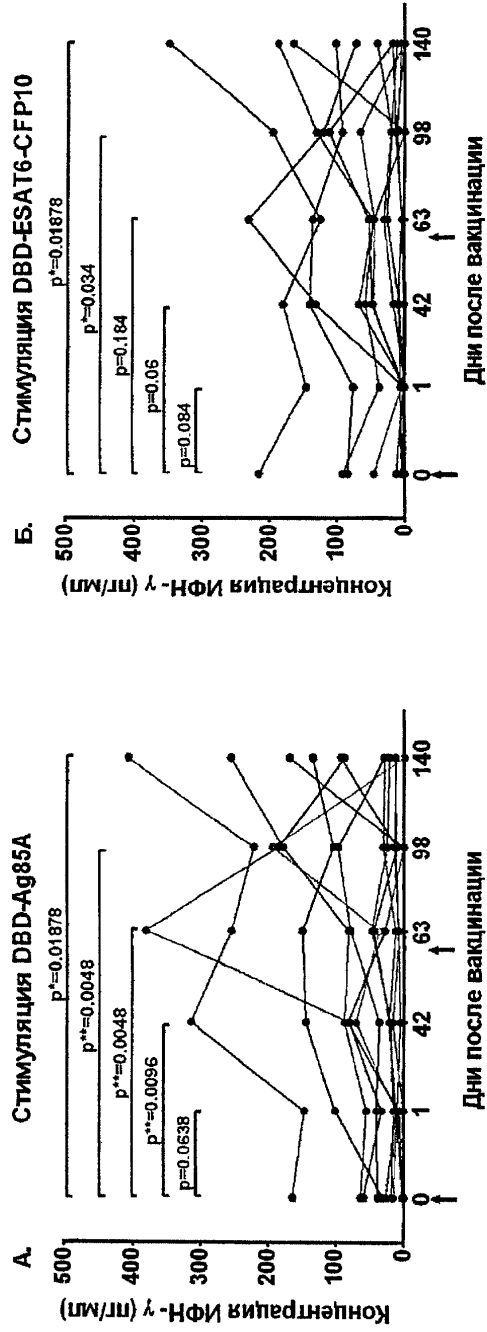 А.
Стимуляция DBD-Ag85A
p*=0.01878
p**=0.0048
p**=0.0048
p**=0.0096
p=0.0638
Концентрация ИФН-γ (пг/мл)
500
400
300
200
100
0
0 1 42 63 98 140
Дни после вакцинации
Б.
Стимуляция DBD-ESAT6-CFP10
p*=0.01878
p*=0.034
p=0.184
p=0.06
p=0.084
Концентрация ИФН-γ (пг/мл)
500
400
300
200
100
0
0 1 42 63 98 140
Дни после вакцинации